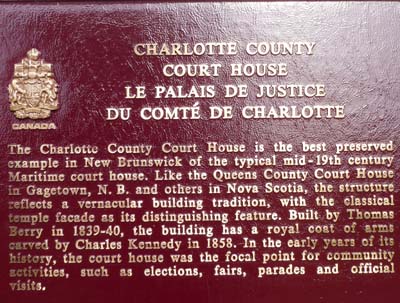 CHARLOTTE COUNTY
COURT HOUSE
LE PALAIS DE JUSTICE
DU COMTÉ DE CHARLOTTE
CANADA
The Charlotte County Court House is the best preserved
example in New Brunswick of the typical mid-19th century
Maritime court house. Like the Queens County Court House
in Gagetown, N. B. and others in Nova Scotia, the structure
reflects a vernacular building tradition, with the classical
temple facade as its distinguishing feature. Built by Thomas
Berry in 1839-40, the building has a royal coat of arms
carved by Charles Kennedy in 1858. In the early years of its
history, the court house was the focal point for community
activities, such as elections, fairs, parades and official
visits.